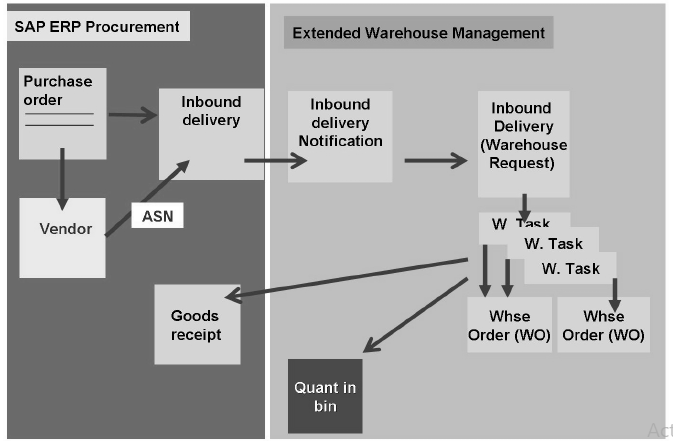 SAP ERP Procurement
Extended Warehouse Management
Purchase
order
Inbound
delivery
Inbound
delivery
Notification
Inbound
Delivery
(Warehouse
Request)
Vendor
ASN
W. Task
W. Task
W. Task
Goods
receipt
Whse
Order (WO)
Whse
Order (WO)
Quant in
bin
Act